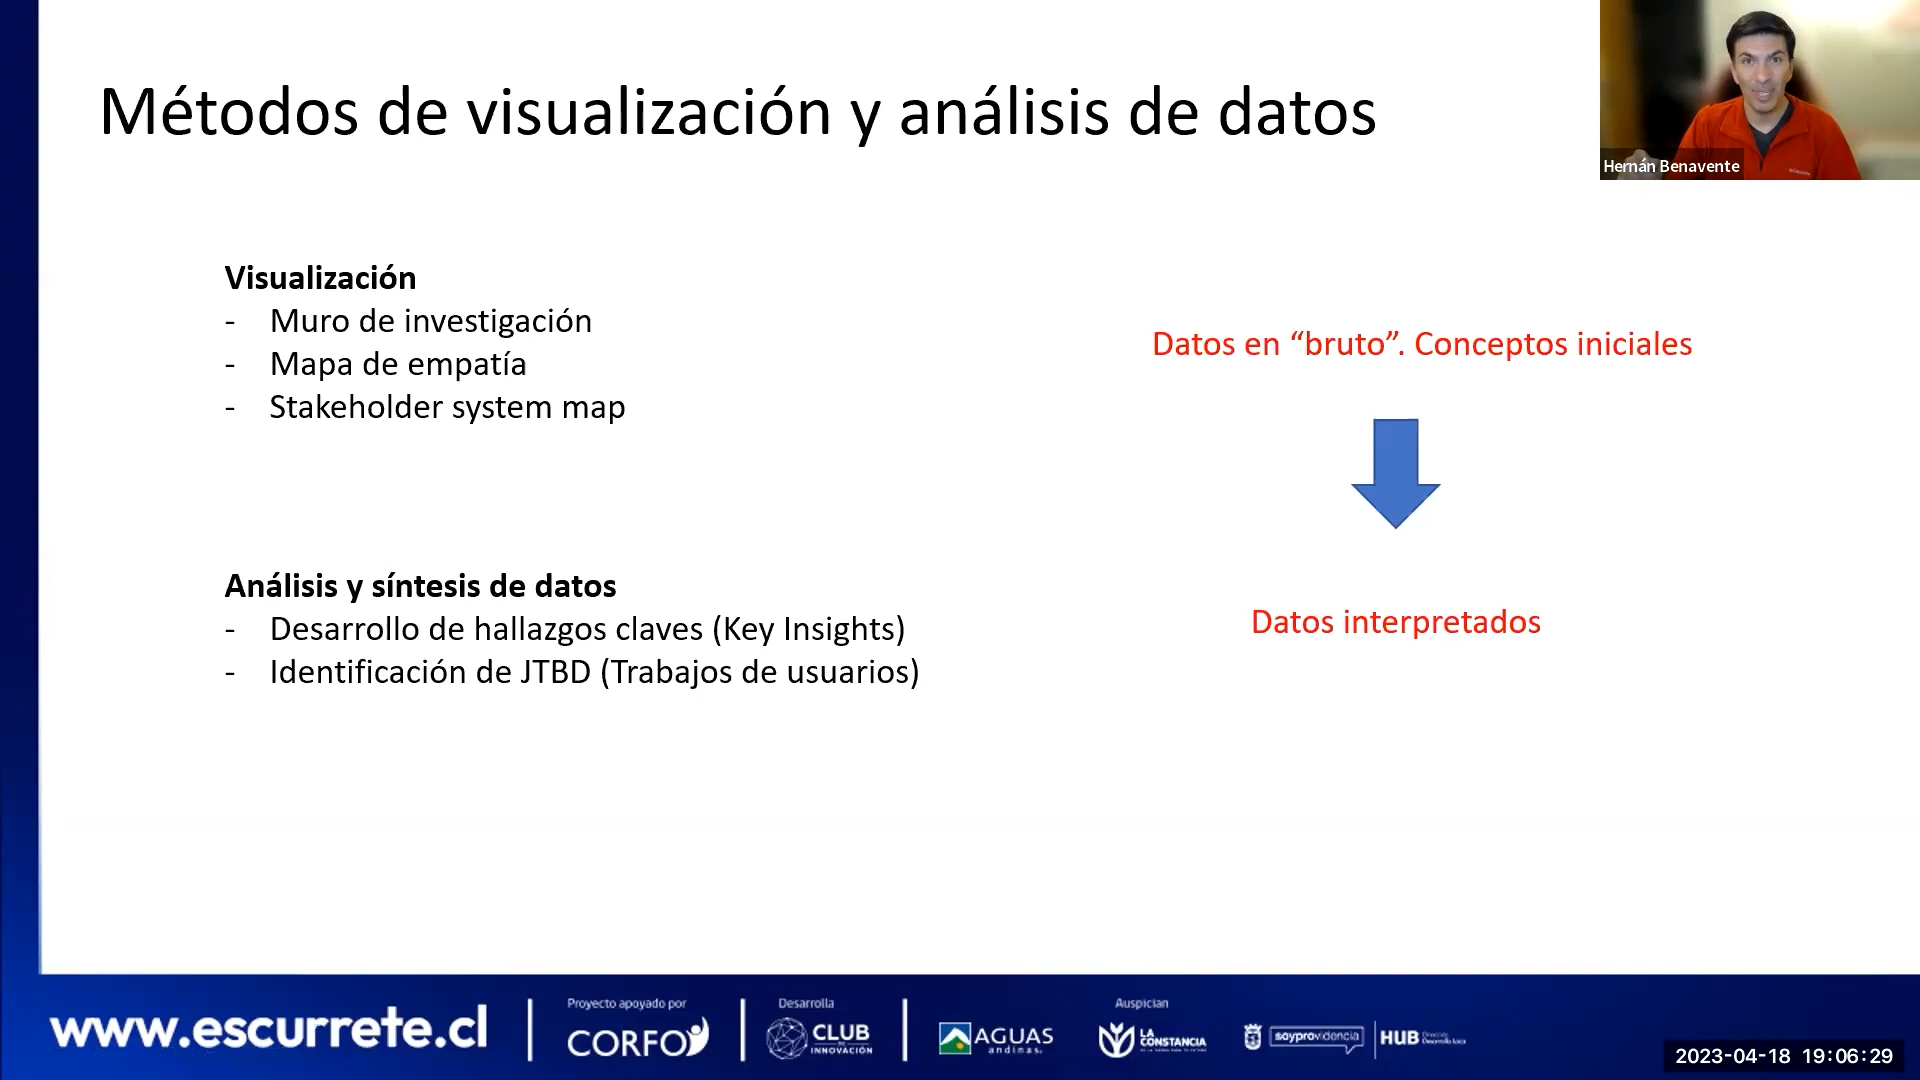 Métodos de visualización y análisis de datos
Hernán Benavente
Visualización
- Muro de investigación
- Mapa de empatía
- Stakeholder system map
Datos en “bruto”. Conceptos iniciales
Análisis y síntesis de datos
- Desarrollo de hallazgos claves (Key Insights)
- Identificación de JTBD (Trabajos de usuarios)
Datos interpretados
www.escurrete.cl
Proyecto apoyado por
CORFO
Desarrolla
CLUB
DE
INNOVACIÓN
AGUAS
andinas.
Auspician
LA
CONSTANCIA
soyprovidencia
HUB
2023-04-18 19:06:29